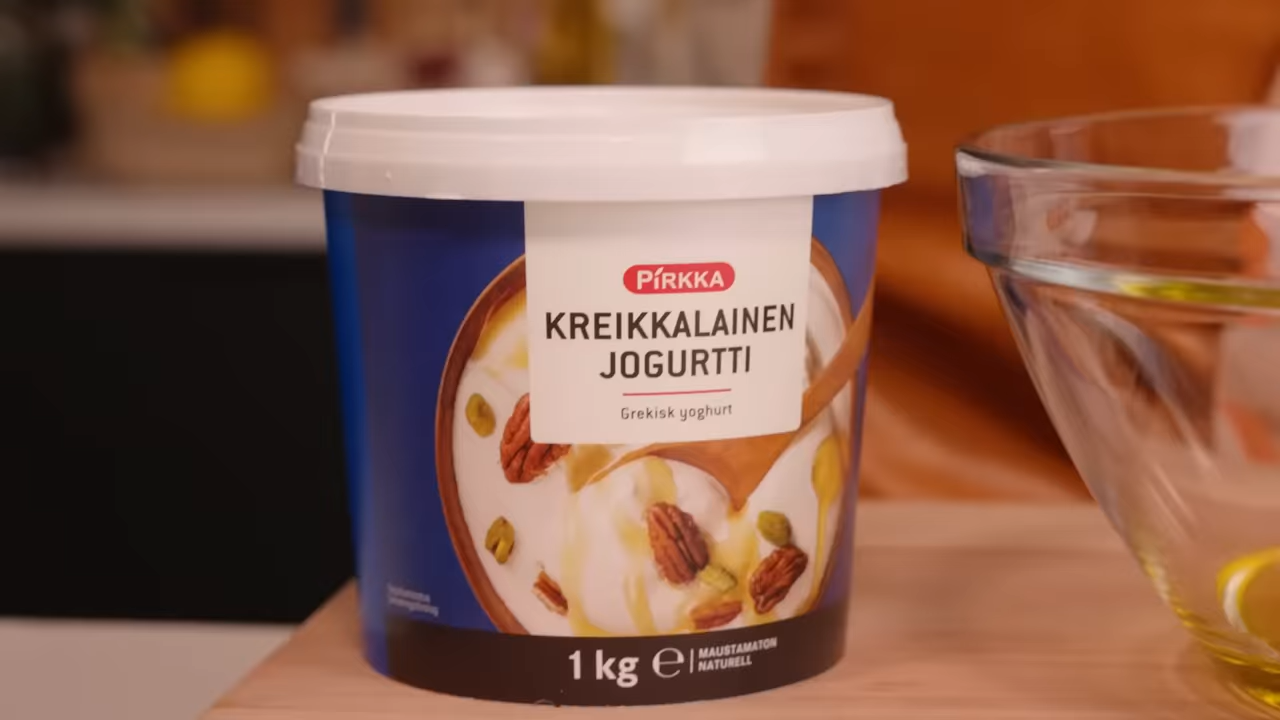 PIRKKA
KREIKKALAINEN
JOGURTTI
Grekisk yoghurt
1 kg ℮
MAUSTAMATON
NATURELL